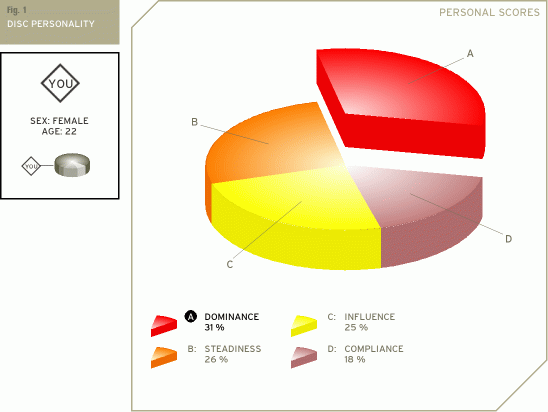 Fig. 1
DISC PERSONALITY
PERSONAL SCORES
YOU
SEX: FEMALE
AGE: 22
YOU
A
B
C
D
A DOMINANCE
31 %
C: INFLUENCE
25 %
B: STEADINESS
26 %
D: COMPLIANCE
18 %